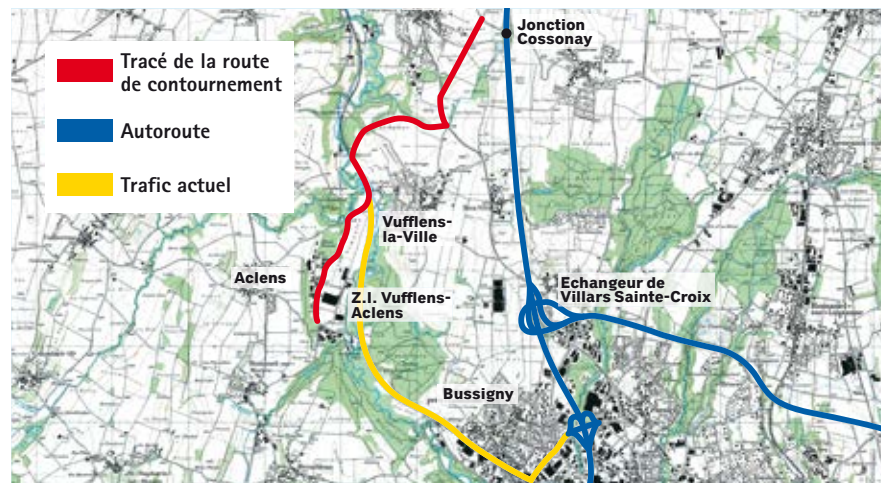 Tracé de la route
de contournement
Autoroute
Trafic actuel
Jonction
Cossonay
Vufflens-
la-Ville
Aclens
Z.I. Vufflens-
Aclens
Echangeur de
Villars Sainte-Croix
Bussigny